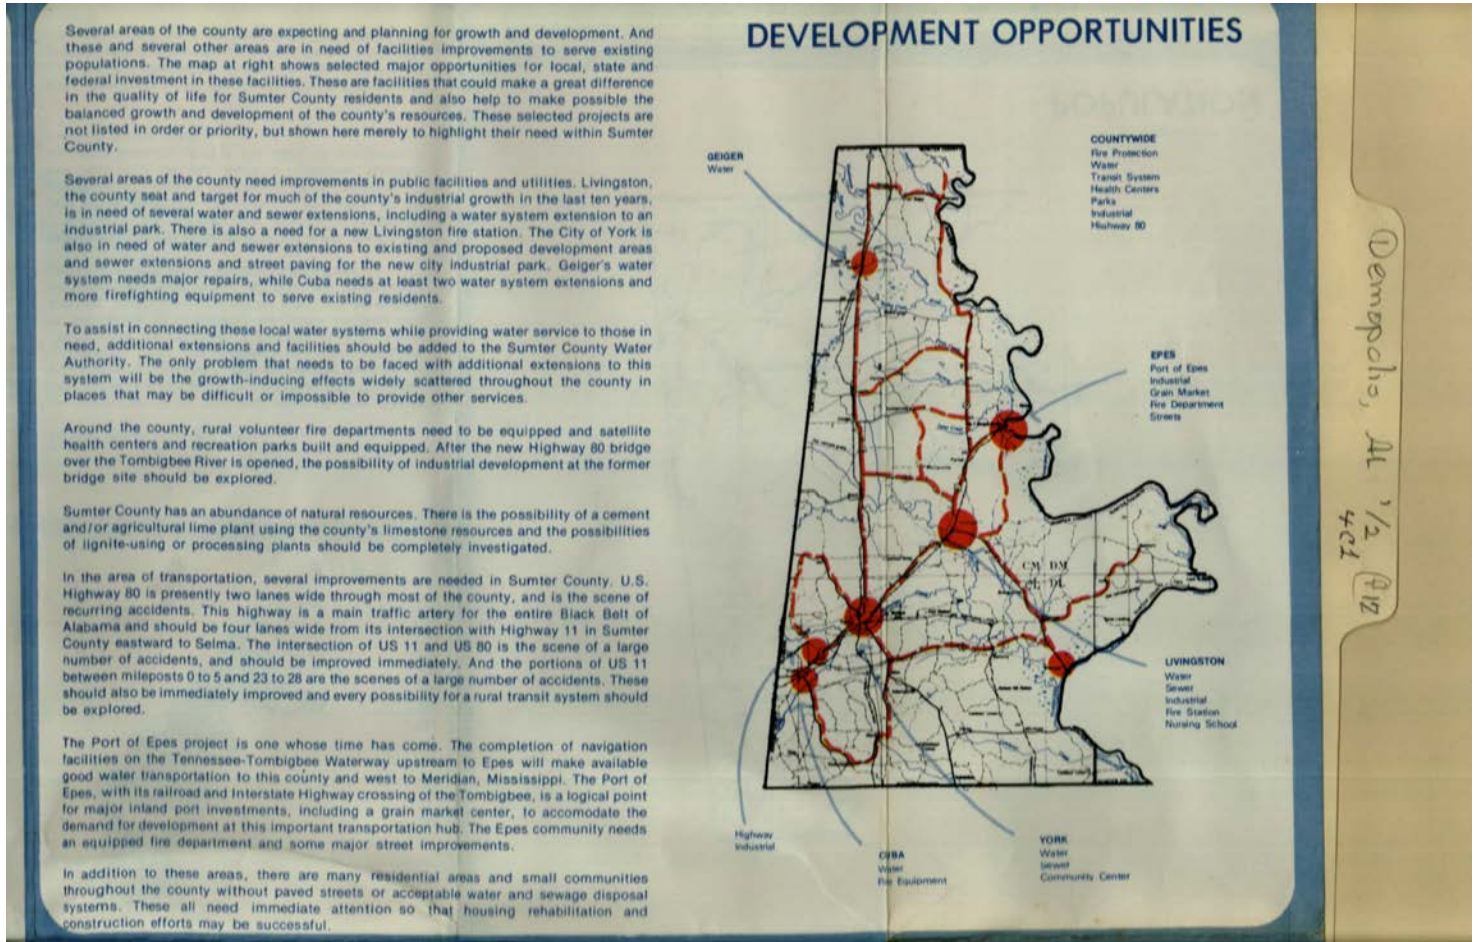 DEVELOPMENT OPPORTUNITIES
Several areas of the county are expecting and planning for growth and development. And
these and several other areas are in need of facilities improvements to serve existing
populations. The map at right shows selected major opportunities for local, state and
federal investment in these facilities. These are facilities that could make a great difference
in the quality of life for Sumter County residents and also help to make possible the
balanced growth and development of the county's resources. These selected projects are
not listed in order or priority, but shown here merely to highlight their need within Sumter
County.
Several areas of the county need improvements in public facilities and utilities. Livingston,
the county seat and target for much of the county's industrial growth in the last ten years,
is in need of several water and sewer extensions, including a water system extension to an
industrial park. There is also a need for a new Livingston fire station. The City of York is
also in need of water and sewer extensions to existing and proposed development areas
and sewer extensions and street paving for the new city industrial park. Geiger's water
system needs major repairs, while Cuba needs at least two water system extensions and
more firefighting equipment to serve existing residents.
To assist in connecting these local water systems while providing water service to those in
need, additional extensions and facilities should be added to the Sumter County Water
Authority. The only problem that needs to be faced with additional extensions to this
system will be the growth-inducing effects widely scattered throughout the county in
places that may be difficult or impossible to provide other services.
Around the county, rural volunteer fire departments need to be equipped and satellite
health centers and recreation parks built and equipped. After the new Highway 80 bridge
over the Tombigbee River is opened, the possibility of industrial development at the former
bridge site should be explored.
Sumter County has an abundance of natural resources. There is the possibility of a cement
and/or agricultural lime plant using the county's limestone resources and the possibilities
of lignite-using or processing plants should be completely investigated.
In the area of transportation, several improvements are needed in Sumter County. U.S.
Highway 80 is presently two lanes wide through most of the county, and is the scene of
recurring accidents. This highway is a main traffic artery for the entire Black Belt of
Alabama and should be four lanes wide from its intersection with Highway 11 in Sumter
County eastward to Selma. The intersection of US 11 and US 80 is the scene of a large
number of accidents, and should be improved immediately. And the portions of US 11
between mileposts 0 to 5 and 23 to 28 are the scenes of a large number of accidents. These
should also be immediately improved and every possibility for a rural transit system should
be explored.
The Port of Epes project is one whose time has come. The completion of navigation
facilities on the Tennessee-Tombigbee Waterway upstream to Epes will make available
good water transportation to this county and west to Meridian, Mississippi. The Port of
Epes, with its railroad and Interstate Highway crossing of the Tombigbee, is a logical point
for major inland port investments, including a grain market center, to accomodate the
demand for development at this important transportation hub. The Epes community needs
an equipped fire department and some major street improvements.
In addition to these areas, there are many residential areas and small communities
throughout the county without paved streets or acceptable water and sewage disposal
systems. These all need immediate attention so that housing rehabilitation and
construction efforts may be successful.
GEIGER
Water
COUNTYWIDE
Fire Protection
Water
Transit System
Health Centers
Parks
Industrial
Highway 80
EPES
Port of Epes
Industrial
Grain Market
Fire Department
Streets
CM DM
DL
LIVINGSTON
Water
Sewer
Industrial
Fire Station
Nursing School
Highway
Industrial
CUBA
Water
Fire Equipment
YORK
Water
Sewer
Community Center
Demopolis, AL 1/2
4C1